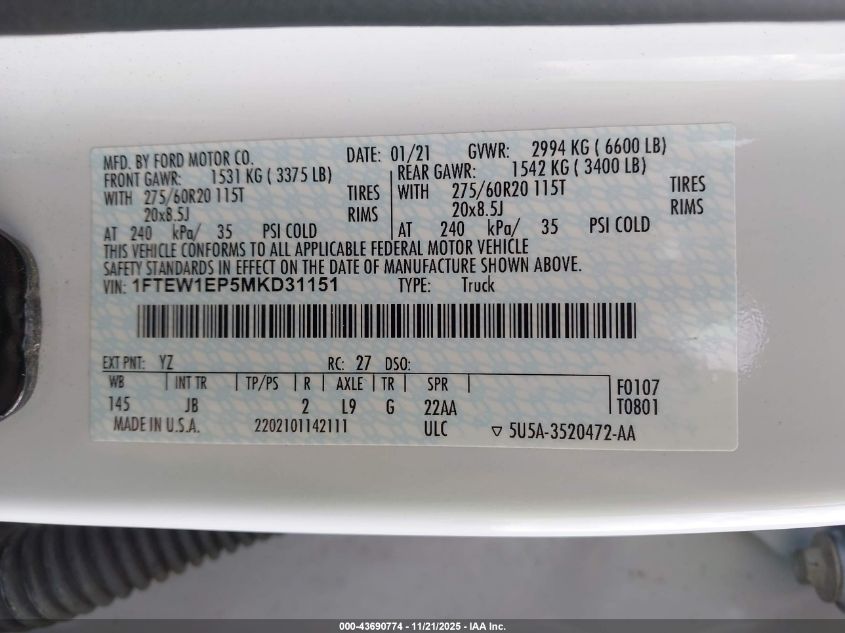 MFD. BY FORD MOTOR CO. DATE: 01/21 GVWR: 2994 KG ( 6600 LB)
FRONT GAWR: 1531 KG ( 3375 LB) REAR GAWR: 1542 KG ( 3400 LB)
WITH 275/60R20 115T TIRES WITH 275/60R20 115T TIRES
20x8.5J RIMS 20x8.5J RIMS
AT 240 kPa/ 35 PSI COLD AT 240 kPa/ 35 PSI COLD
THIS VEHICLE CONFORMS TO ALL APPLICABLE FEDERAL MOTOR VEHICLE
SAFETY STANDARDS IN EFFECT ON THE DATE OF MANUFACTURE SHOWN ABOVE.
VIN: 1FTEW1EP5MKD31151 TYPE: Truck
EXT PNT: YZ RC: 27 DSO:
WB INT TR TP/PS R AXLE TR SPR F0107
145 JB 2 L9 G 22AA T0801
MADE IN U.S.A. 2202101142111 ULC ▽ 5U5A-3520472-AA
000-43690774 - 11/21/2025 - IAA Inc.